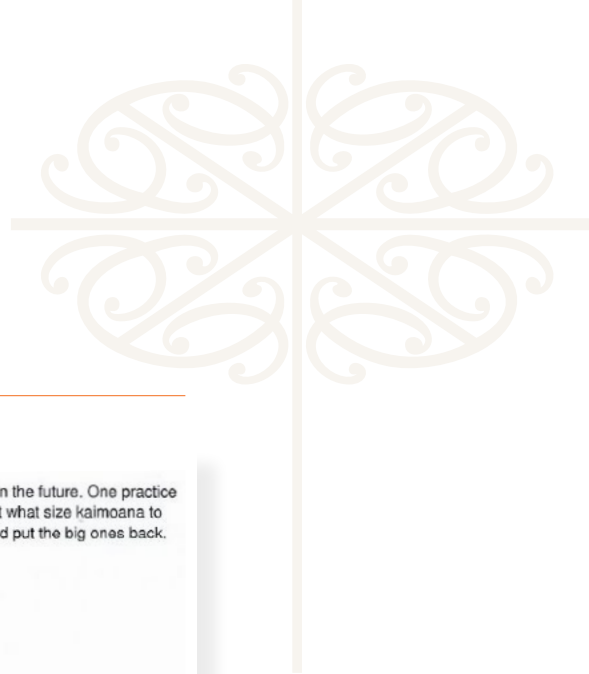 n the future. One practice
t what size kaimoana to
d put the big ones back.